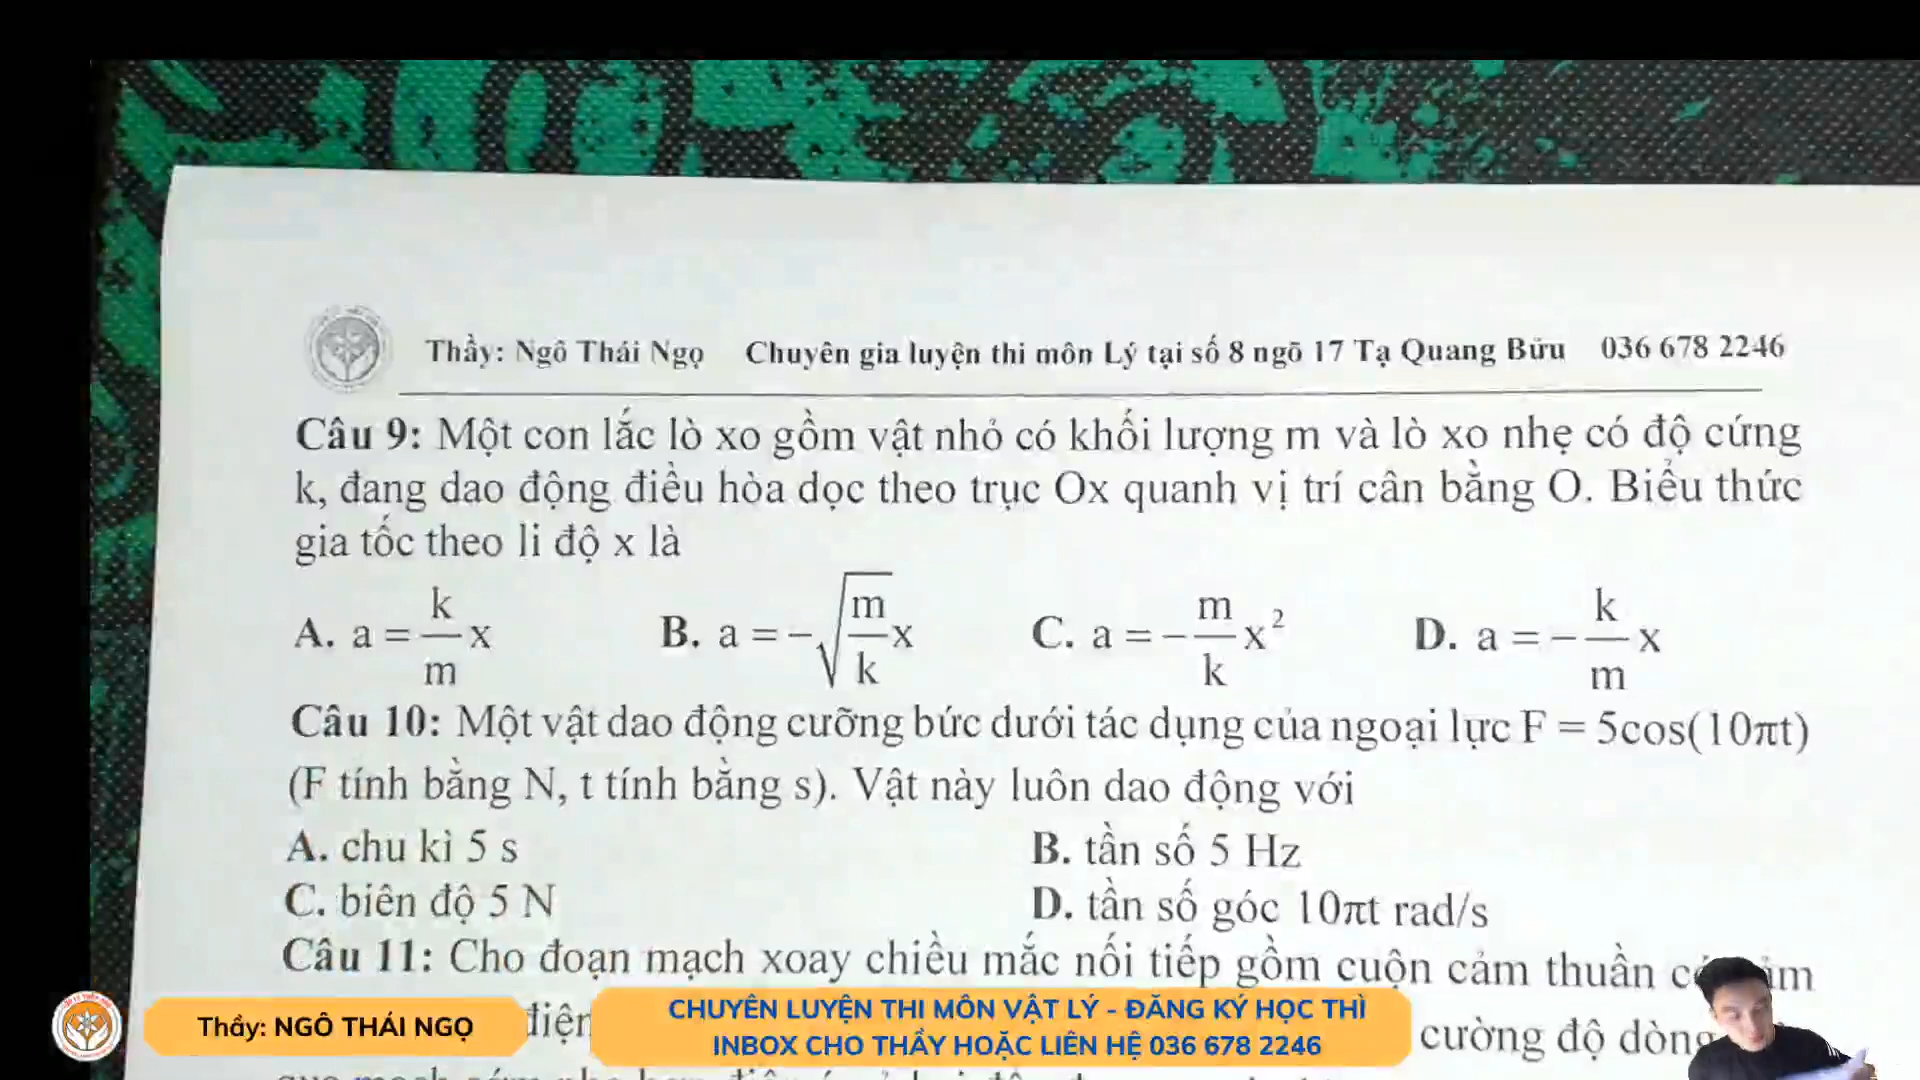 Thầy: Ngô Thái Ngọ Chuyên gia luyện thi môn Lý tại số 8 ngõ 17 Tạ Quang Bửu 036 678 2246
Câu 9: Một con lắc lò xo gồm vật nhỏ có khối lượng m và lò xo nhẹ có độ cứng
k, đang dao động điều hòa dọc theo trục Ox quanh vị trí cân bằng O. Biểu thức
gia tốc theo li độ x là
A. a = k/m x B. a = -√(m/k) x C. a = - m/k x² D. a = - k/m x
Câu 10: Một vật dao động cưỡng bức dưới tác dụng của ngoại lực F = 5cos(10πt)
(F tính bằng N, t tính bằng s). Vật này luôn dao động với
A. chu kì 5 s B. tần số 5 Hz
C. biên độ 5 N D. tần số góc 10πt rad/s
Câu 11: Cho đoạn mạch xoay chiều mắc nối tiếp gồm cuộn cảm thuần
điện cường độ dòng
Thầy: NGÔ THÁI NGỌ
CHUYÊN LUYỆN THI MÔN VẬT LÝ - ĐĂNG KÝ HỌC THÌ
INBOX CHO THẦY HOẶC LIÊN HỆ 036 678 2246